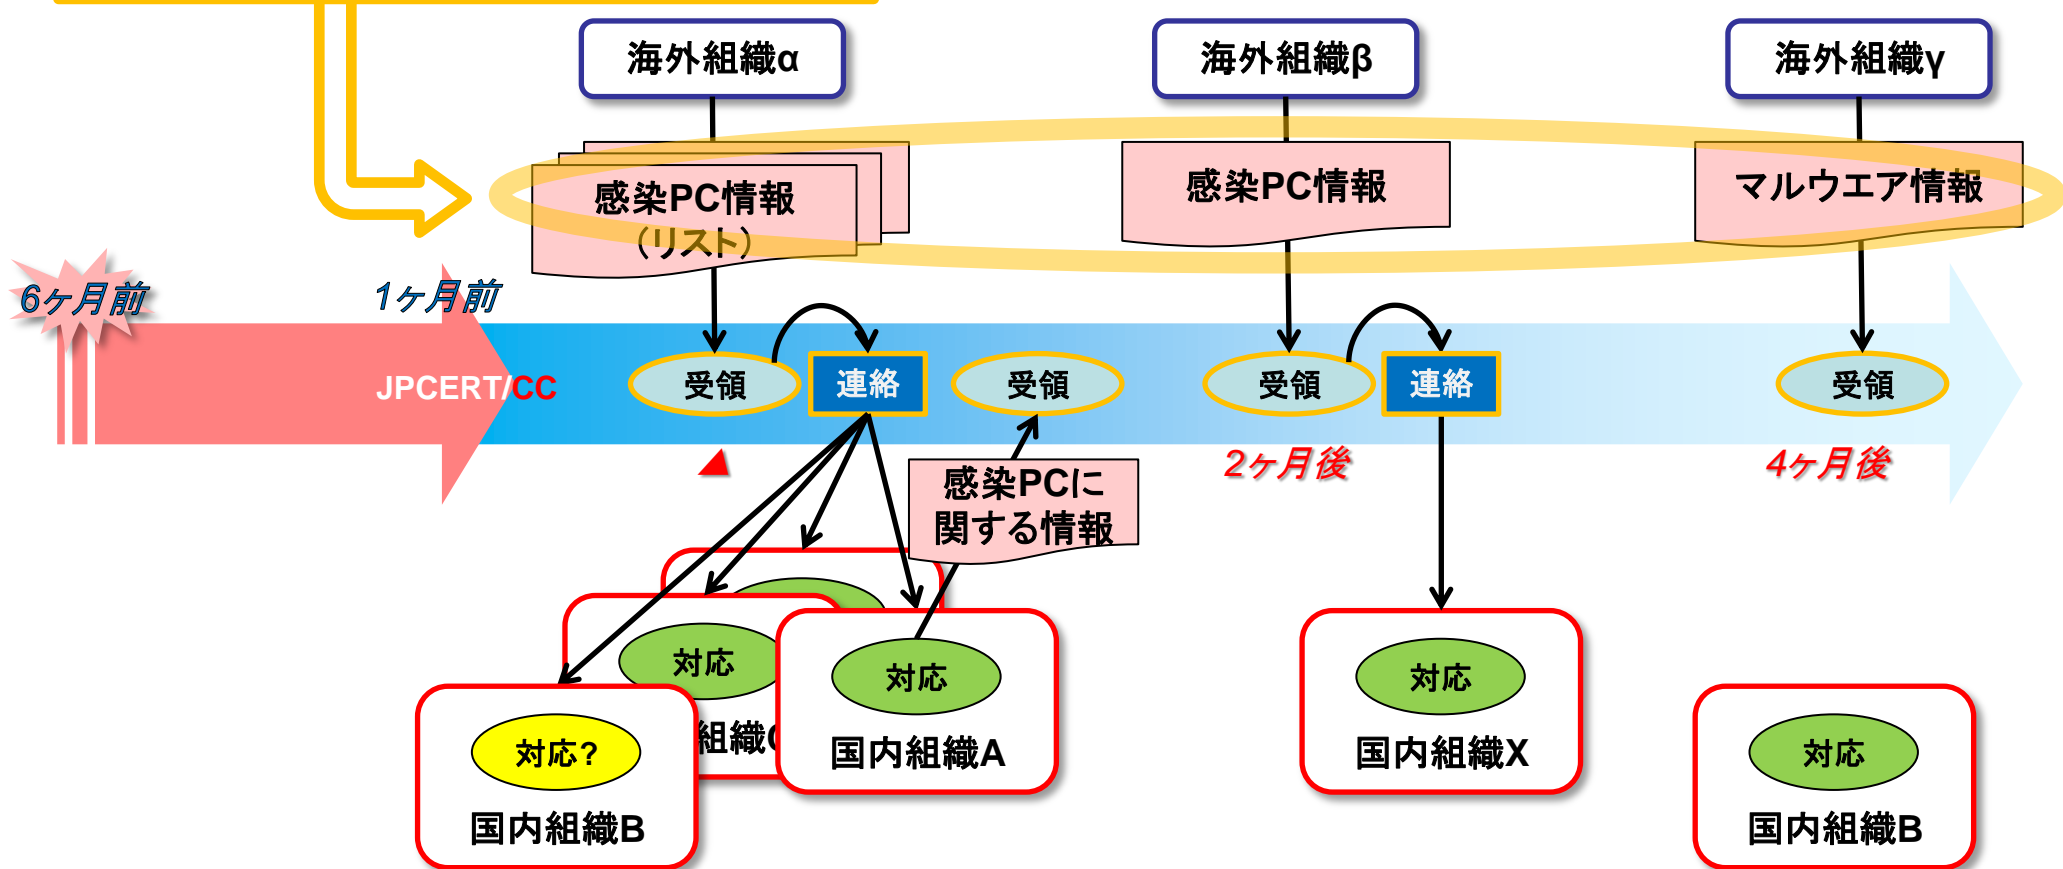 海外組織α
海外組織β
海外組織γ
感染PC情報
（リスト）
感染PC情報
マルウエア情報
6ヶ月前
1ヶ月前
JPCERT/CC
受領
連絡
受領
受領
連絡
受領
2ヶ月後
4ヶ月後
感染PCに
関する情報
対応
対応
対応
対応?
対応
組織
国内組織A
国内組織X
国内組織B
国内組織B